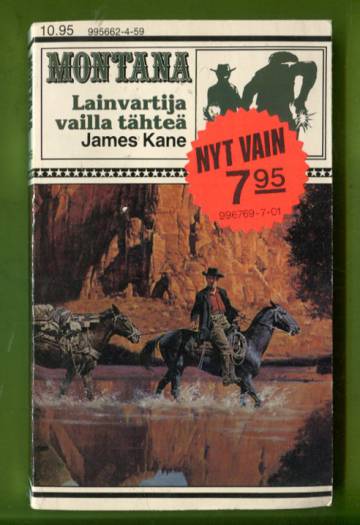 10.95 995662-4-59
MONTANA
Lainvartija
vailla tähteä
James Kane
NYT VAIN
7 95
996769-7-01